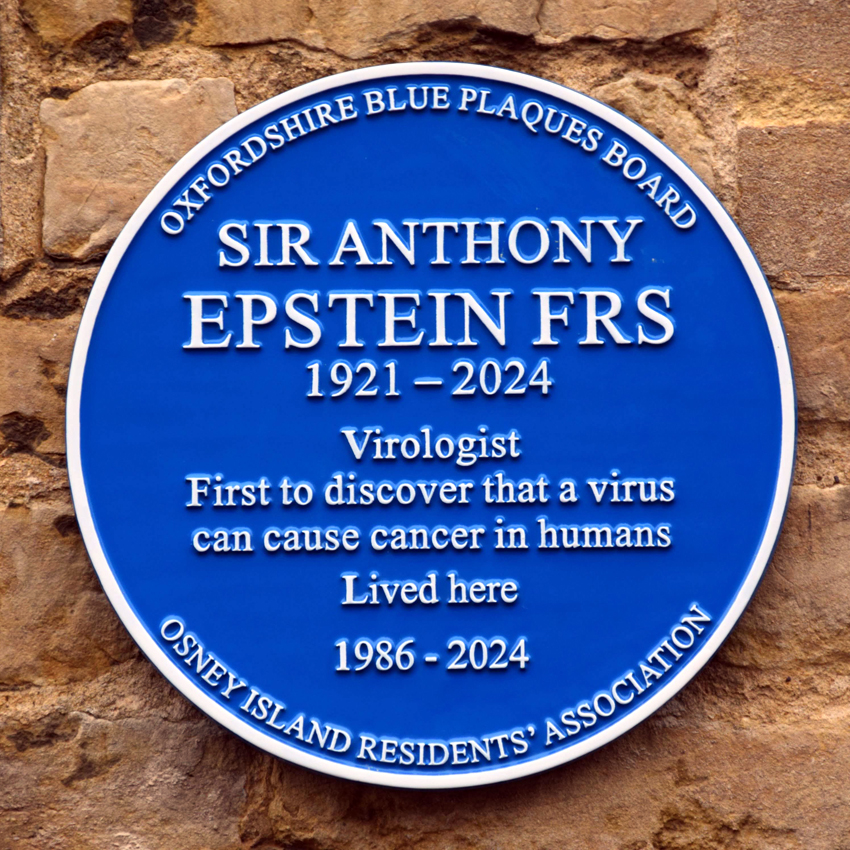 OXFORDSHIRE BLUE PLAQUES BOARD
SIR ANTHONY
EPSTEIN FRS
1921 – 2024
Virologist
First to discover that a virus
can cause cancer in humans
Lived here
1986 - 2024
OSNEY ISLAND RESIDENTS' ASSOCIATION